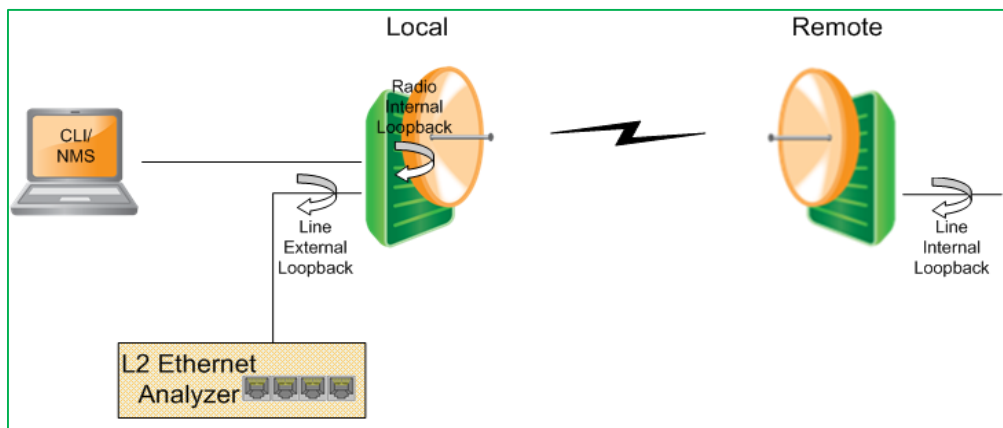 Local
Remote
Radio
Internal
Loopback
CLI/
NMS
Line
External
Loopback
Line
Internal
Loopback
L2 Ethernet
Analyzer